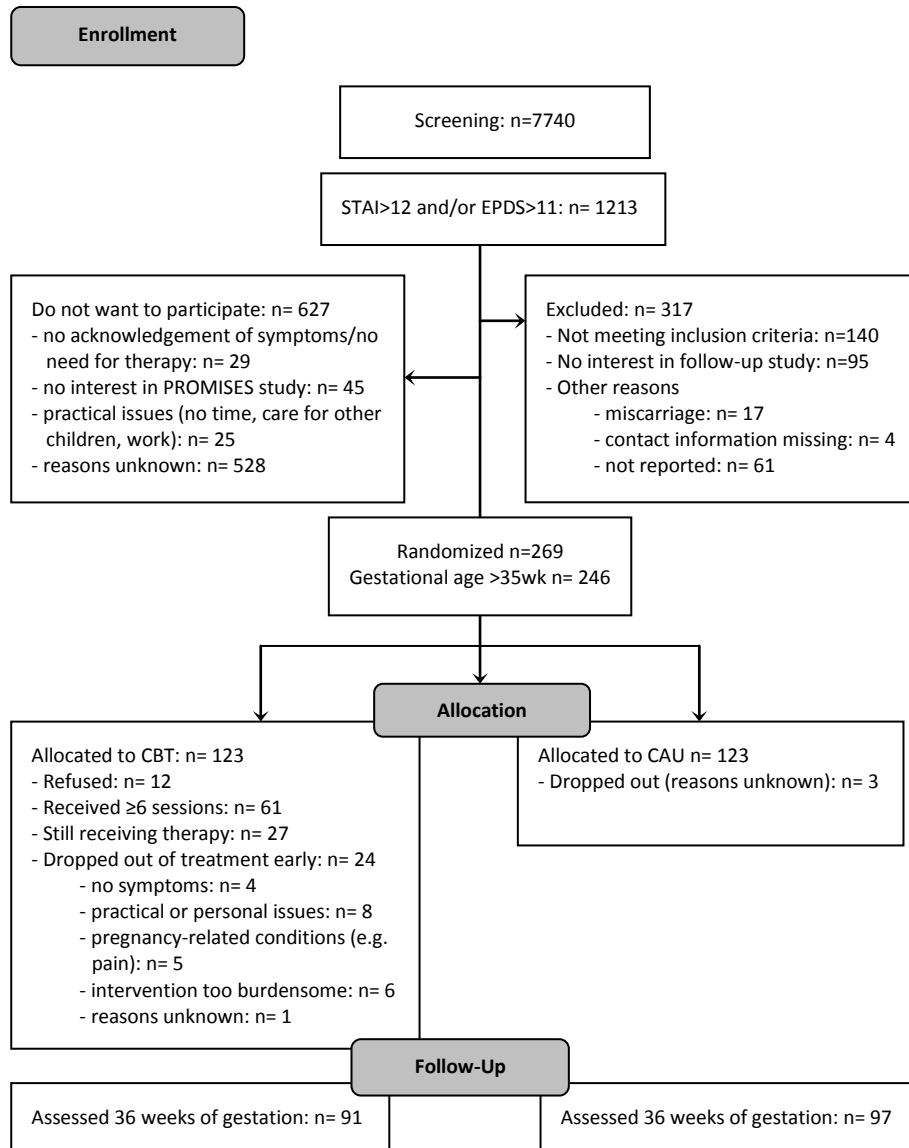 Enrollment
Screening: n=7740
STAI>12 and/or EPDS>11: n= 1213
Do not want to participate: n= 627
- no acknowledgement of symptoms/no
need for therapy: n= 29
- no interest in PROMISES study: n= 45
- practical issues (no time, care for other
children, work): n= 25
- reasons unknown: n= 528
Excluded: n= 317
- Not meeting inclusion criteria: n=140
- No interest in follow-up study: n=95
- Other reasons
- miscarriage: n= 17
- contact information missing: n= 4
- not reported: n= 61
Randomized n=269
Gestational age >35wk n= 246
Allocation
Allocated to CBT: n= 123
- Refused: n= 12
- Received ≥6 sessions: n= 61
- Still receiving therapy: n= 27
- Dropped out of treatment early: n= 24
- no symptoms: n= 4
- practical or personal issues: n= 8
- pregnancy-related conditions (e.g.
pain): n= 5
- intervention too burdensome: n= 6
- reasons unknown: n= 1
Allocated to CAU n= 123
- Dropped out (reasons unknown): n= 3
Follow-Up
Assessed 36 weeks of gestation: n= 91
Assessed 36 weeks of gestation: n= 97